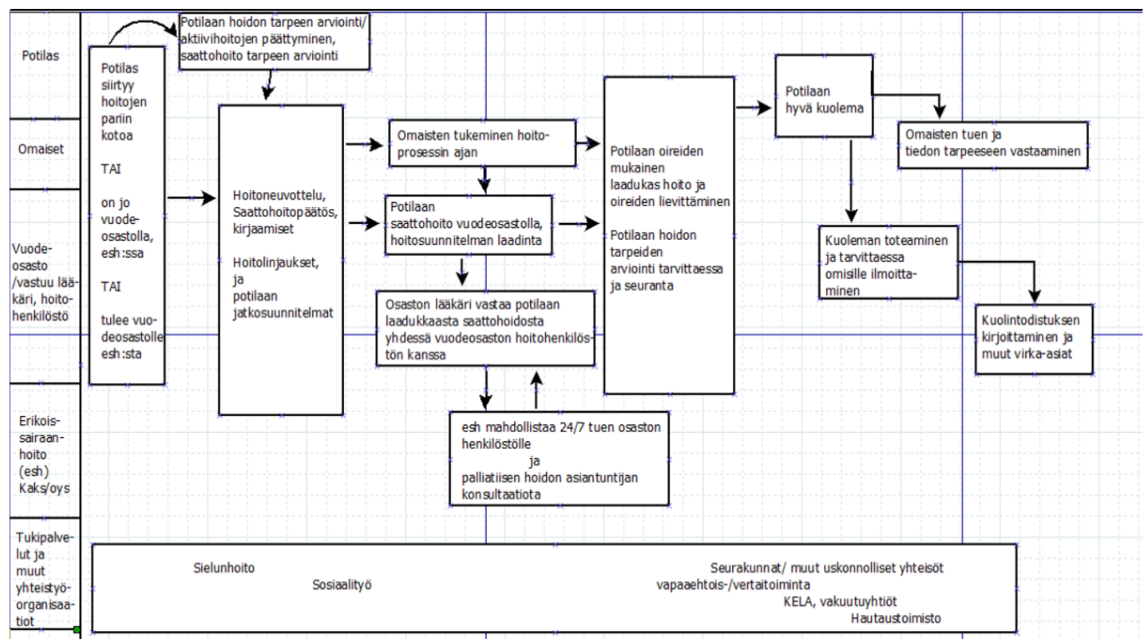 Potilas
Omaiset
Vuode-
osasto
/vastuu lää-
käri, hoito-
henkilöstö
Erikois-
sairaan-
hoito
(esh)
Kaks/oys
Tukipalve-
lut ja
muut
yhteistyö-
organisaa-
tiot
Potilas
siirtyy
hoitojen
pariin
kotoa
TAI
on jo
vuode-
osastolla,
esh:ssa
TAI
tulee vuo-
deosastolle
esh:sta
Potilaan hoidon tarpeen arviointi/
aktiivihoitojen päättyminen,
saattohoito tarpeen arviointi
Hoitoneuvottelu,
Saattohoitopäätös,
kirjaamiset
Hoitolinjaukset,
ja
potilaan
jatkosuunnitelmat
Omaisten tukeminen hoito-
prosessin ajan
Potilaan
saattohoito vuodeosastolla,
hoitosuunnitelman laadinta
Osaston lääkäri vastaa potilaan
laadukkaasta saattohoidosta
yhdessä vuodeosaston hoitohenkilös-
tön kanssa
esh mahdollistaa 24/7 tuen osaston
henkilöstölle
ja
palliatiisen hoidon asiantuntijan
konsultaatiota
Potilaan oireiden
mukainen
laadukas hoito ja
oireiden lievittäminen
Potilaan hoidon
tarpeiden
arviointi tarvittaessa
ja seuranta
Potilaan
hyvä kuolema
Omaisten tuen ja
tiedon tarpeeseen vastaaminen
Kuoleman toteaminen
ja tarvittaessa
omisille ilmoitta-
minen
Kuolintodistuksen
kirjoittaminen ja
muut virka-asiat
Sielunhoito
Sosiaalityö
Seurakunnat/ muut uskonnolliset yhteisöt
vapaaehtois-/vertaitoiminta
KELA, vakuutuyhtiöt
Hautaustoimisto